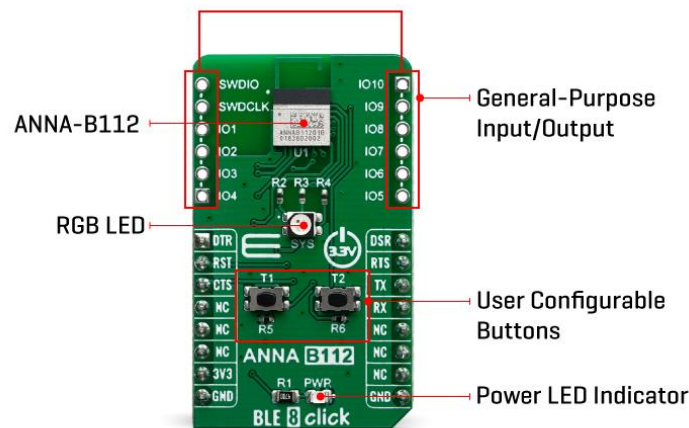 SWDIO
SWDCLK
IO1
IO2
IO3
IO4
IO10
IO9
IO8
IO7
IO6
IO5
General-Purpose
Input/Output
ANNA-B112
U1
R2 R3 R4
RGB LED
SYS
3.3V
DTR
RST
CTS
NC
NC
NC
3V3
GND
DSR
RTS
TX
RX
NC
NC
NC
GND
T1
T2
R5
R6
User Configurable
Buttons
ANNA B112
R1 PWR
Power LED Indicator
BLE 8 click